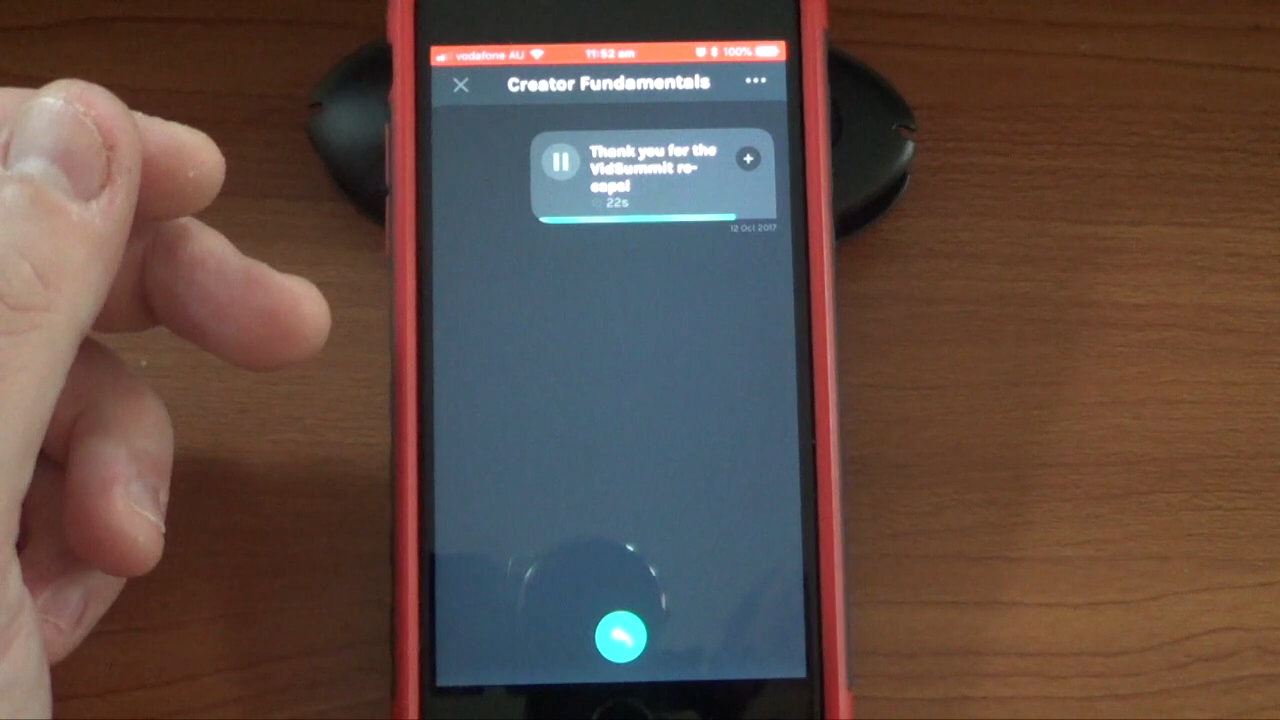 vodafone AU 11:52 am 100%
Creator Fundamentals
Thank you for the
VidSummit re-
caps!
22s
12 Oct 2017